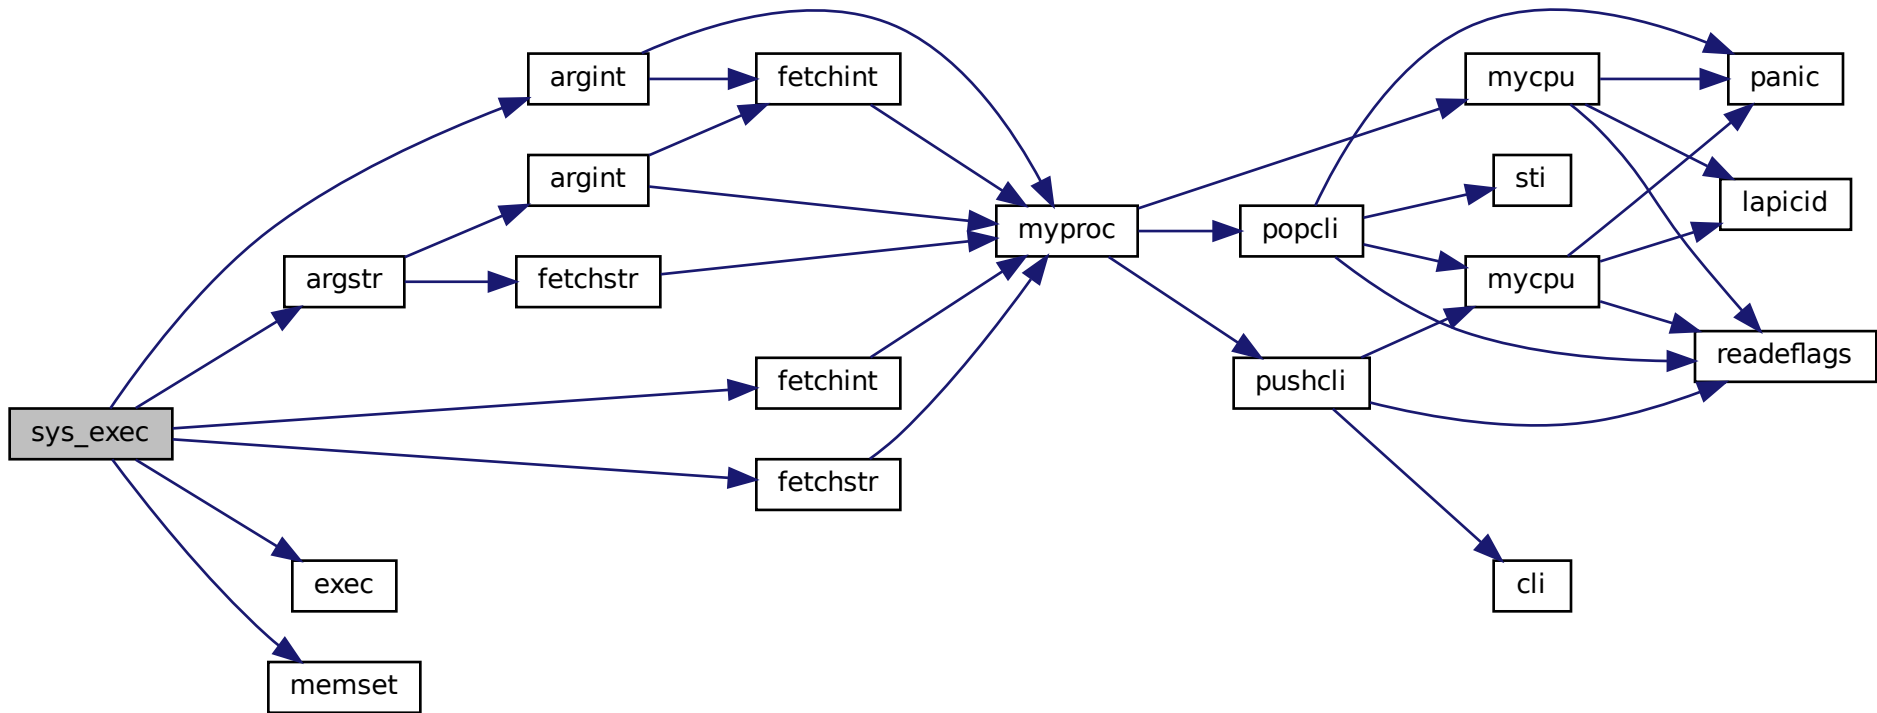 sys_exec
argint
argint
argstr
fetchstr
fetchint
fetchint
fetchstr
exec
memset
myproc
popcli
pushcli
mycpu
sti
mycpu
cli
panic
lapicid
readeflags